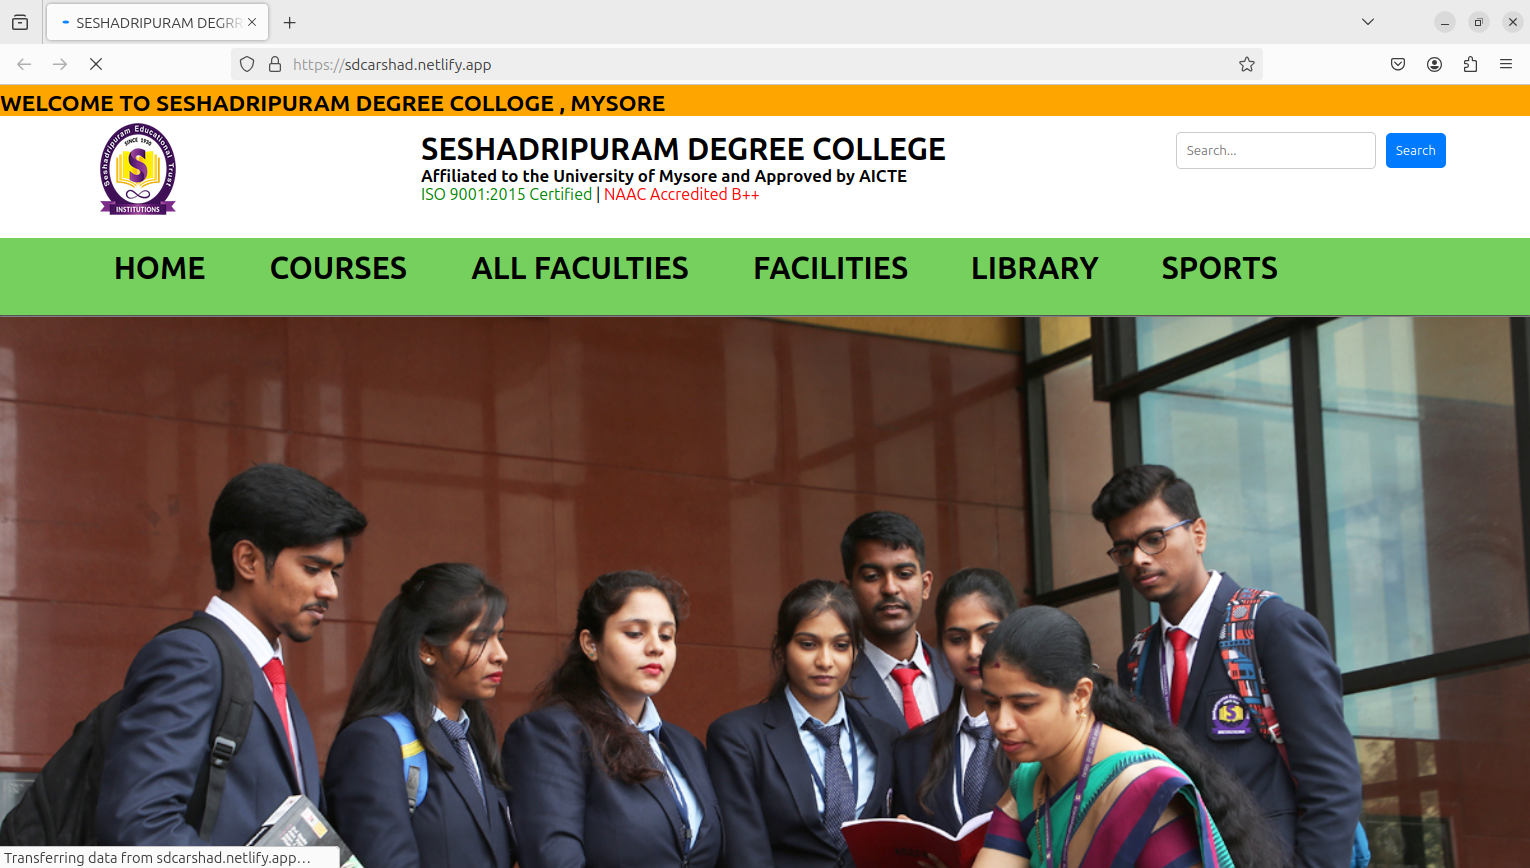 SESHADRIPURAM DEGRE
https://sdcarshad.netlify.app
WELCOME TO SESHADRIPURAM DEGREE COLLOGE , MYSORE
Seshadripuram Educational Trust
SINCE 1930
S
INSTITUTIONS
SESHADRIPURAM DEGREE COLLEGE
Affiliated to the University of Mysore and Approved by AICTE
ISO 9001:2015 Certified | NAAC Accredited B++
Search...
Search
HOME COURSES ALL FACULTIES FACILITIES LIBRARY SPORTS
Transferring data from sdcarshad.netlify.app…